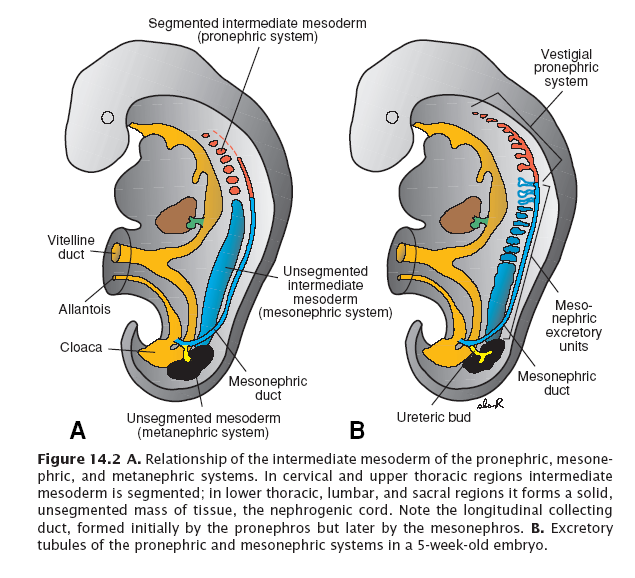 Segmented intermediate mesoderm
(pronephric system)
Vitelline
duct
Allantois
Cloaca
Unsegmented
intermediate
mesoderm
(mesonephric system)
Mesonephric
duct
Unsegmented mesoderm
(metanephric system)
A
Vestigial
pronephric
system
Meso-
nephric
excretory
units
Mesonephric
duct
Ureteric bud
B
Figure 14.2 A. Relationship of the intermediate mesoderm of the pronephric, mesone-
phric, and metanephric systems. In cervical and upper thoracic regions intermediate
mesoderm is segmented; in lower thoracic, lumbar, and sacral regions it forms a solid,
unsegmented mass of tissue, the nephrogenic cord. Note the longitudinal collecting
duct, formed initially by the pronephros but later by the mesonephros. B. Excretory
tubules of the pronephric and mesonephric systems in a 5-week-old embryo.